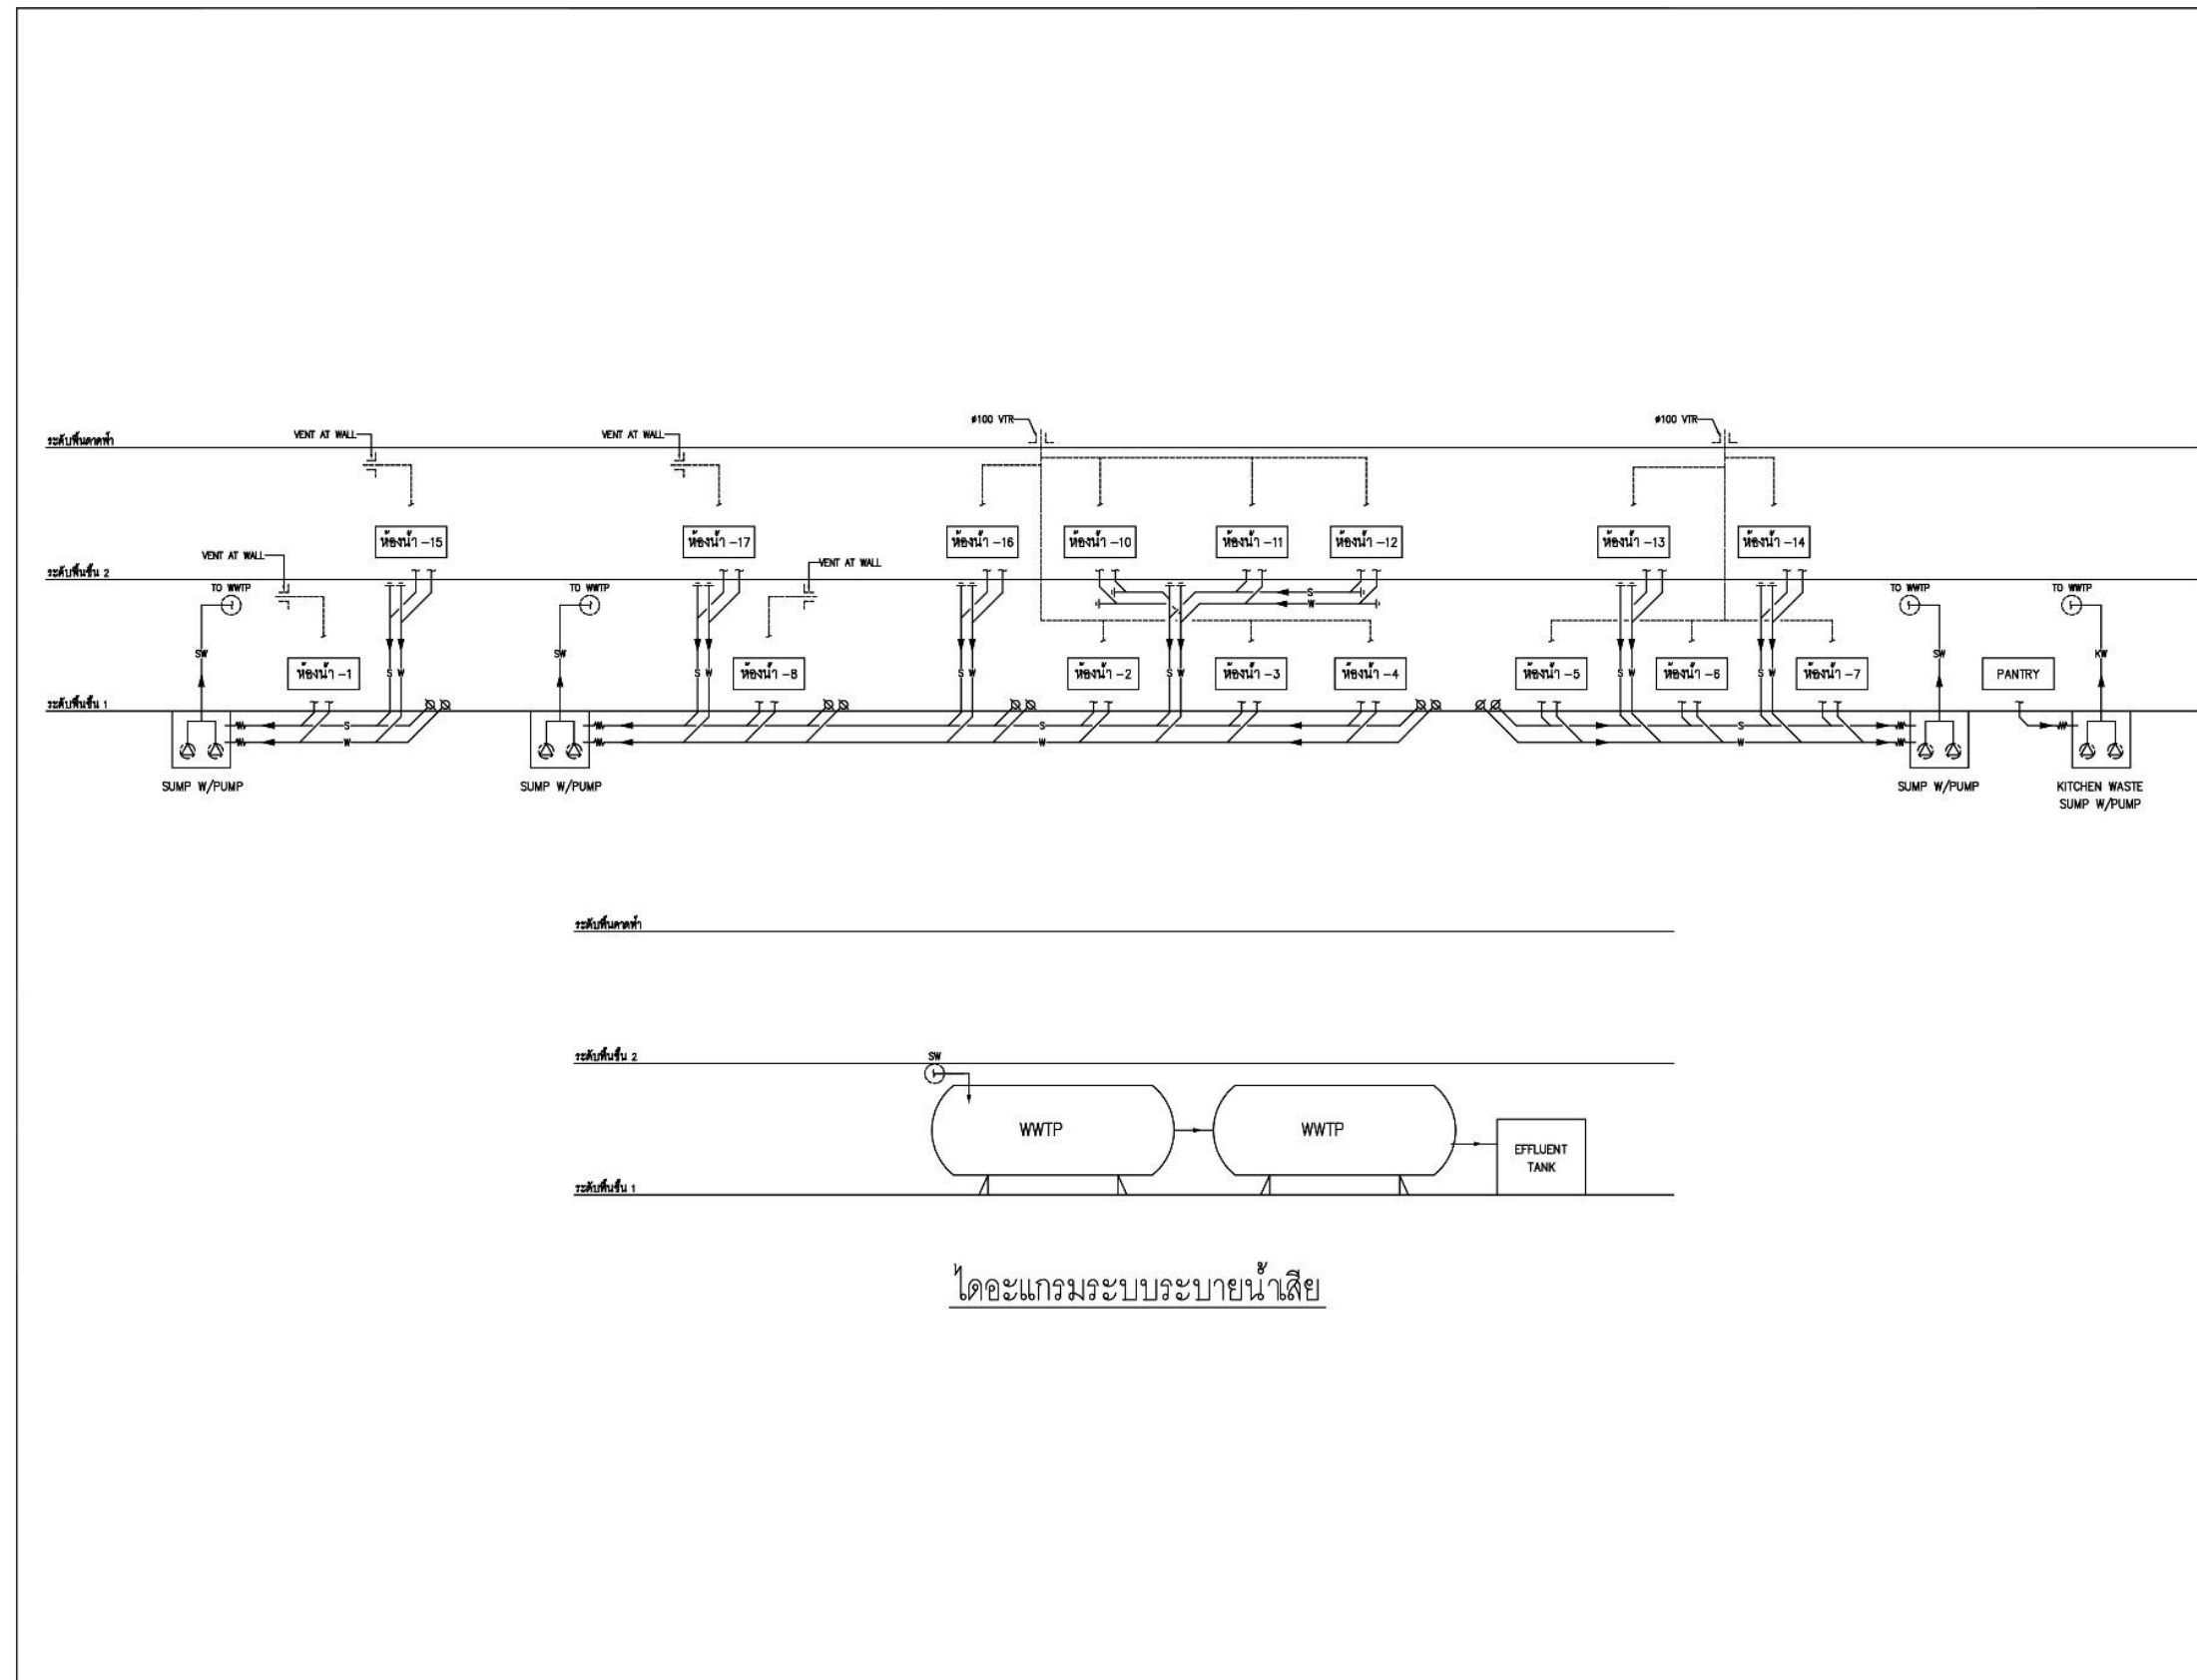 #100 VTR
#100 VTR
ระดับพื้นดาดฟ้า
VENT AT WALL
VENT AT WALL
ห้องน้ำ -15
ห้องน้ำ -17
ห้องน้ำ -16
ห้องน้ำ -10
ห้องน้ำ -11
ห้องน้ำ -12
ห้องน้ำ -13
ห้องน้ำ -14
VENT AT WALL
VENT AT WALL
ระดับพื้นชั้น 2
TO WWTP
TO WWTP
TO WWTP
TO WWTP
S
W
SW
SW
SW
KW
ห้องน้ำ -1
S W
S W
ห้องน้ำ -8
S W
ห้องน้ำ -2
S W
ห้องน้ำ -3
ห้องน้ำ -4
ห้องน้ำ -5
S W
ห้องน้ำ -6
S W
ห้องน้ำ -7
PANTRY
ระดับพื้นชั้น 1
S
S
S
W
W
W
SUMP W/PUMP
SUMP W/PUMP
SUMP W/PUMP
KITCHEN WASTE
SUMP W/PUMP
ระดับพื้นดาดฟ้า
ระดับพื้นชั้น 2
SW
WWTP
WWTP
EFFLUENT
TANK
ระดับพื้นชั้น 1
ไดอะแกรมระบบระบายน้ำเสีย